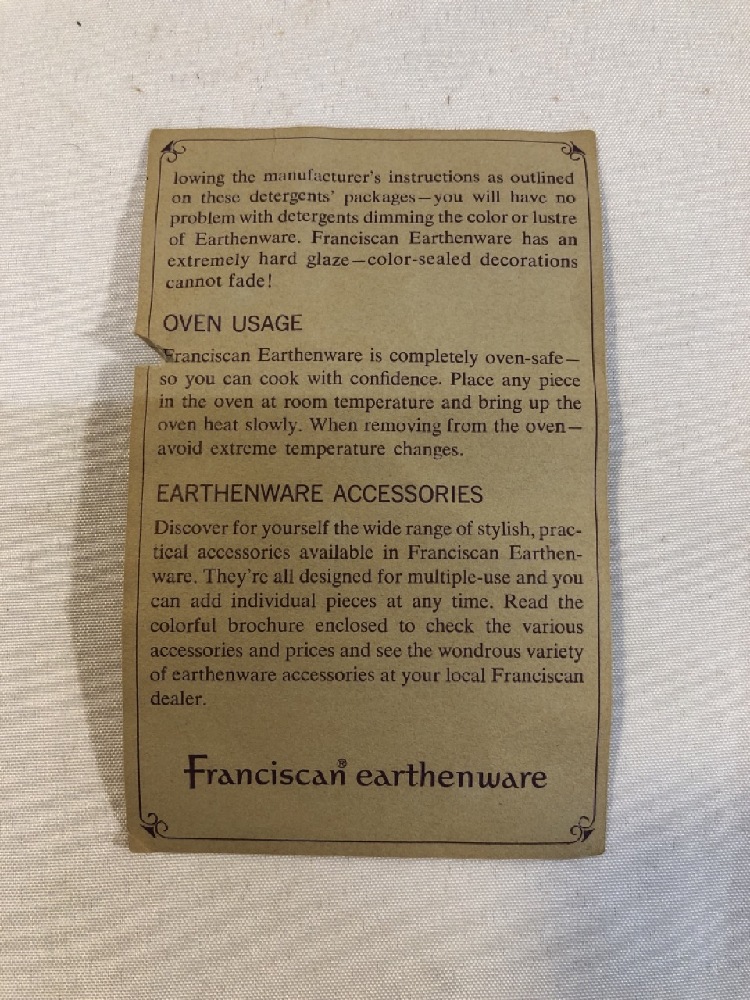 lowing the manufacturer's instructions as outlined
on these detergents' packages—you will have no
problem with detergents dimming the color or lustre
of Earthenware. Franciscan Earthenware has an
extremely hard glaze—color-sealed decorations
cannot fade!
OVEN USAGE
Franciscan Earthenware is completely oven-safe—
so you can cook with confidence. Place any piece
in the oven at room temperature and bring up the
oven heat slowly. When removing from the oven—
avoid extreme temperature changes.
EARTHENWARE ACCESSORIES
Discover for yourself the wide range of stylish, prac-
tical accessories available in Franciscan Earthen-
ware. They're all designed for multiple-use and you
can add individual pieces at any time. Read the
colorful brochure enclosed to check the various
accessories and prices and see the wondrous variety
of earthenware accessories at your local Franciscan
dealer.
Franciscan® earthenware